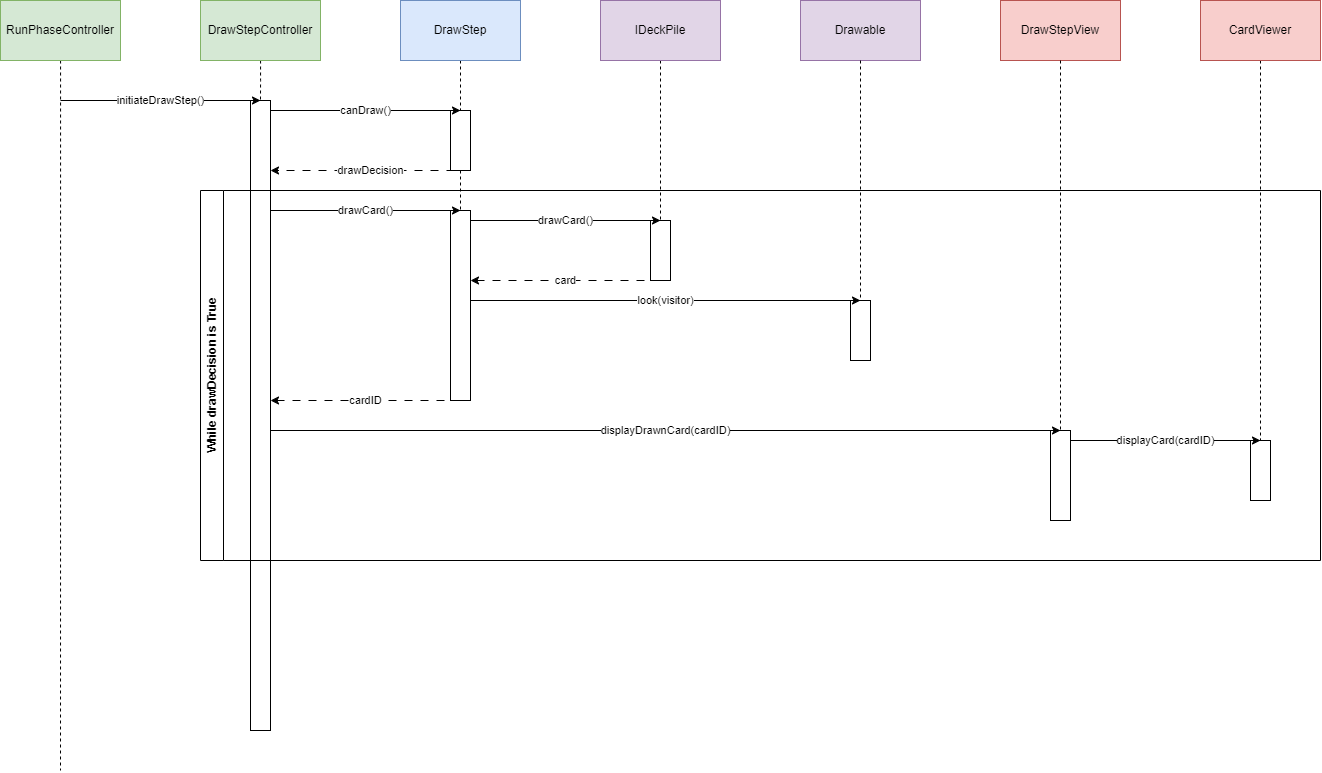 RunPhaseController
DrawStepController
DrawStep
IDeckPile
Drawable
DrawStepView
CardViewer
initiateDrawStep()
canDraw()
drawDecision
While drawDecision is True
drawCard()
drawCard()
card
look(visitor)
cardID
displayDrawnCard(cardID)
displayCard(cardID)